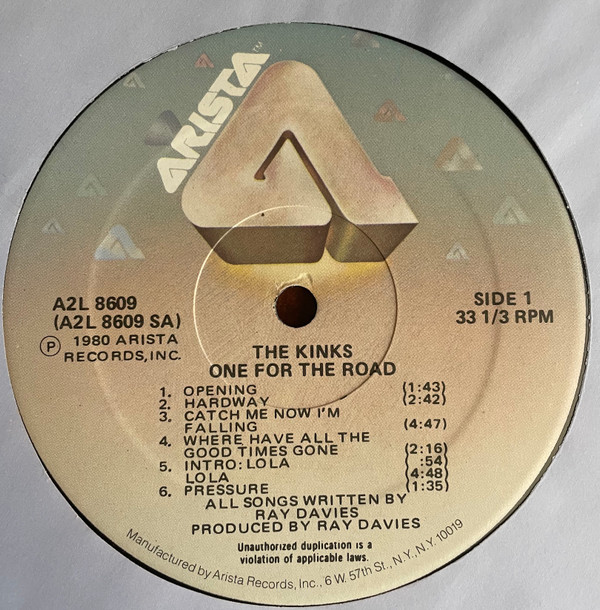 ARISTA™
A2L 8609
(A2L 8609 SA)
Ⓟ 1980 ARISTA
RECORDS, INC.
SIDE 1
33 1/3 RPM
THE KINKS
ONE FOR THE ROAD
1. OPENING (1:43)
2. HARDWAY (2:42)
3. CATCH ME NOW I'M
FALLING (4:47)
4. WHERE HAVE ALL THE
GOOD TIMES GONE (2:16)
5. INTRO: LOLA ( :54)
LOLA (4:48)
6. PRESSURE (1:35)
ALL SONGS WRITTEN BY
RAY DAVIES
PRODUCED BY RAY DAVIES
Unauthorized duplication is a
violation of applicable laws.
Manufactured by Arista Records, Inc., 6 W. 57th St., N.Y., N.Y. 10019